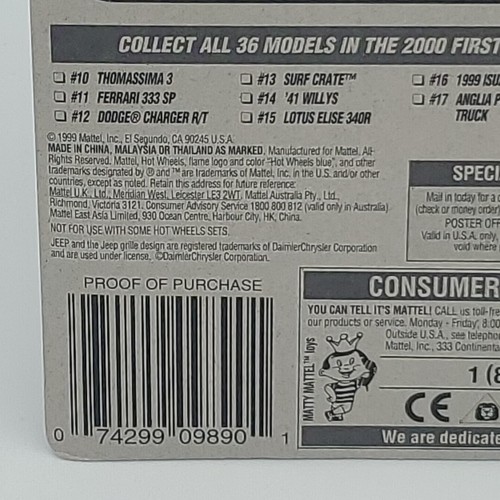 COLLECT ALL 36 MODELS IN THE 2000 FIRST
#10 THOMASSIMA 3 #13 SURF CRATE™ #16 1999 ISU
#11 FERRARI 333 SP #14 '41 WILLYS #17 ANGLIA P
#12 DODGE® CHARGER R/T #15 LOTUS ELISE 340R TRUCK
© 1999 Mattel, Inc., El Segundo, CA 90245 U.S.A.
MADE IN CHINA, MALAYSIA OR THAILAND AS MARKED. Manufactured for Mattel. All
Rights Reserved. Mattel, Hot Wheels, flame logo and color "Hot Wheels blue", and other
trademarks designated by ® and ™ are trademarks of Mattel, Inc. in the U.S. and/or other
countries, except as noted. Retain this address for future reference:
Mattel U.K., Ltd., Meridian West, Leicester LE3 2WT. Mattel Australia Pty., Ltd.,
Richmond, Victoria 3121. Consumer Advisory Service 1800 800 812 (valid only in Australia).
Mattel East Asia Limited, 930 Ocean Centre, Harbour City, HK, China.
NOT FOR USE WITH SOME HOT WHEELS SETS.
JEEP and the Jeep grille design are registered trademarks of DaimlerChrysler Corporation
and are used under license. ©DaimlerChrysler Corporation
SPECI
Mail in today for a c
(check or money order)
POSTER OFF
Valid in U.S.A. only,
void where
PROOF OF PURCHASE
0 74299 09890 1
CONSUMER
YOU CAN TELL IT'S MATTEL! CALL us toll-fre
our products or service. Monday - Friday, 8:00
Outside U.S.A., see telepho
Mattel, Inc., 333 Continenta
MATTY MATTEL™ toys
1 (8
CE
We are dedicate